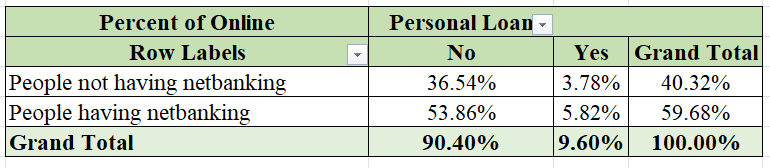 Percent of Online Personal Loan
Row Labels No Yes Grand Total
People not having netbanking 36.54% 3.78% 40.32%
People having netbanking 53.86% 5.82% 59.68%
Grand Total 90.40% 9.60% 100.00%